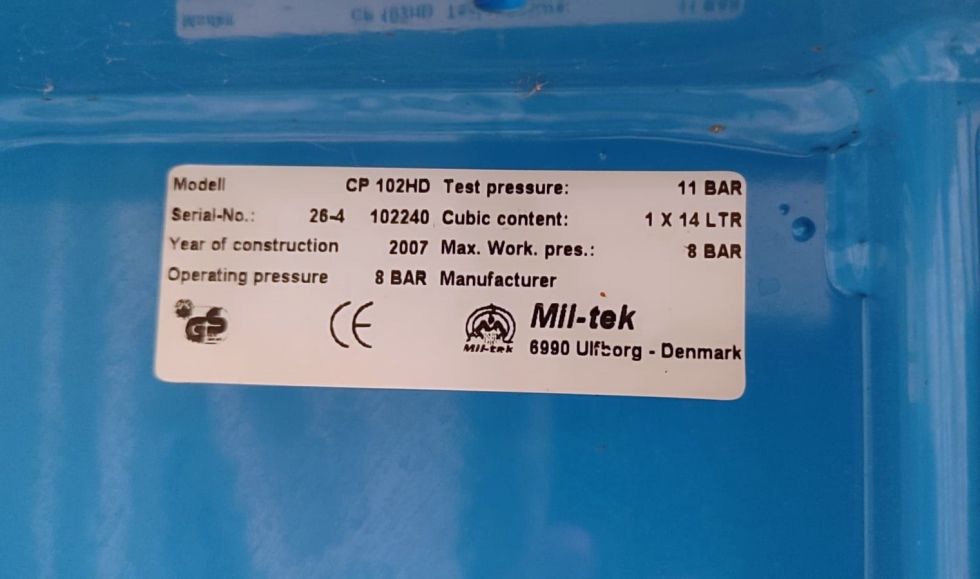 Modell CP 102HD Test pressure: 11 BAR
Serial-No.: 26-4 102240 Cubic content: 1 X 14 LTR
Year of construction 2007 Max. Work. pres.: 8 BAR
Operating pressure 8 BAR Manufacturer
GS CE Mil-tek Mil-tek
6990 Ulfborg - Denmark